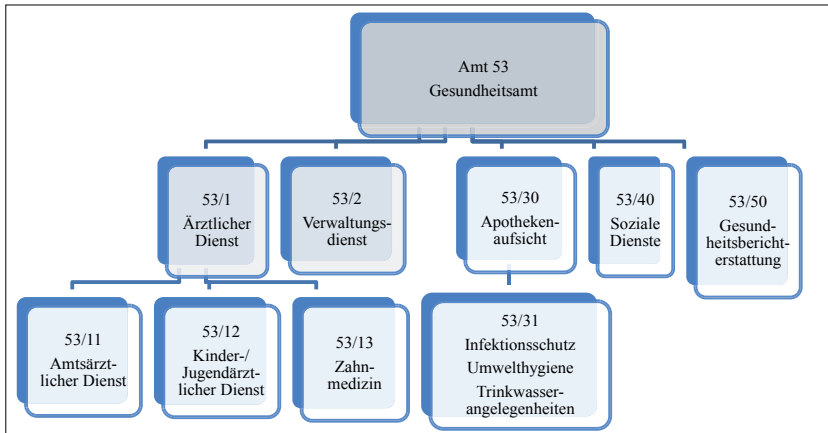 Amt 53
Gesundheitsamt
53/1
Ärztlicher
Dienst
53/2
Verwaltungs-
dienst
53/30
Apotheken-
aufsicht
53/40
Soziale
Dienste
53/50
Gesund-
heitsbericht-
erstattung
53/11
Amtsärzt-
licher Dienst
53/12
Kinder-/
Jugendärzt-
licher Dienst
53/13
Zahn-
medizin
53/31
Infektionsschutz
Umwelthygiene
Trinkwasser-
angelegenheiten